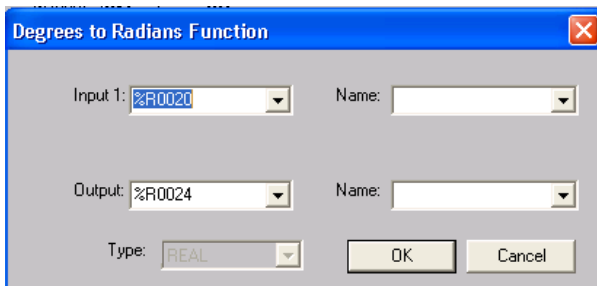 Degrees to Radians Function
Input 1: %R0020 Name:
Output: %R0024 Name:
Type: REAL OK Cancel